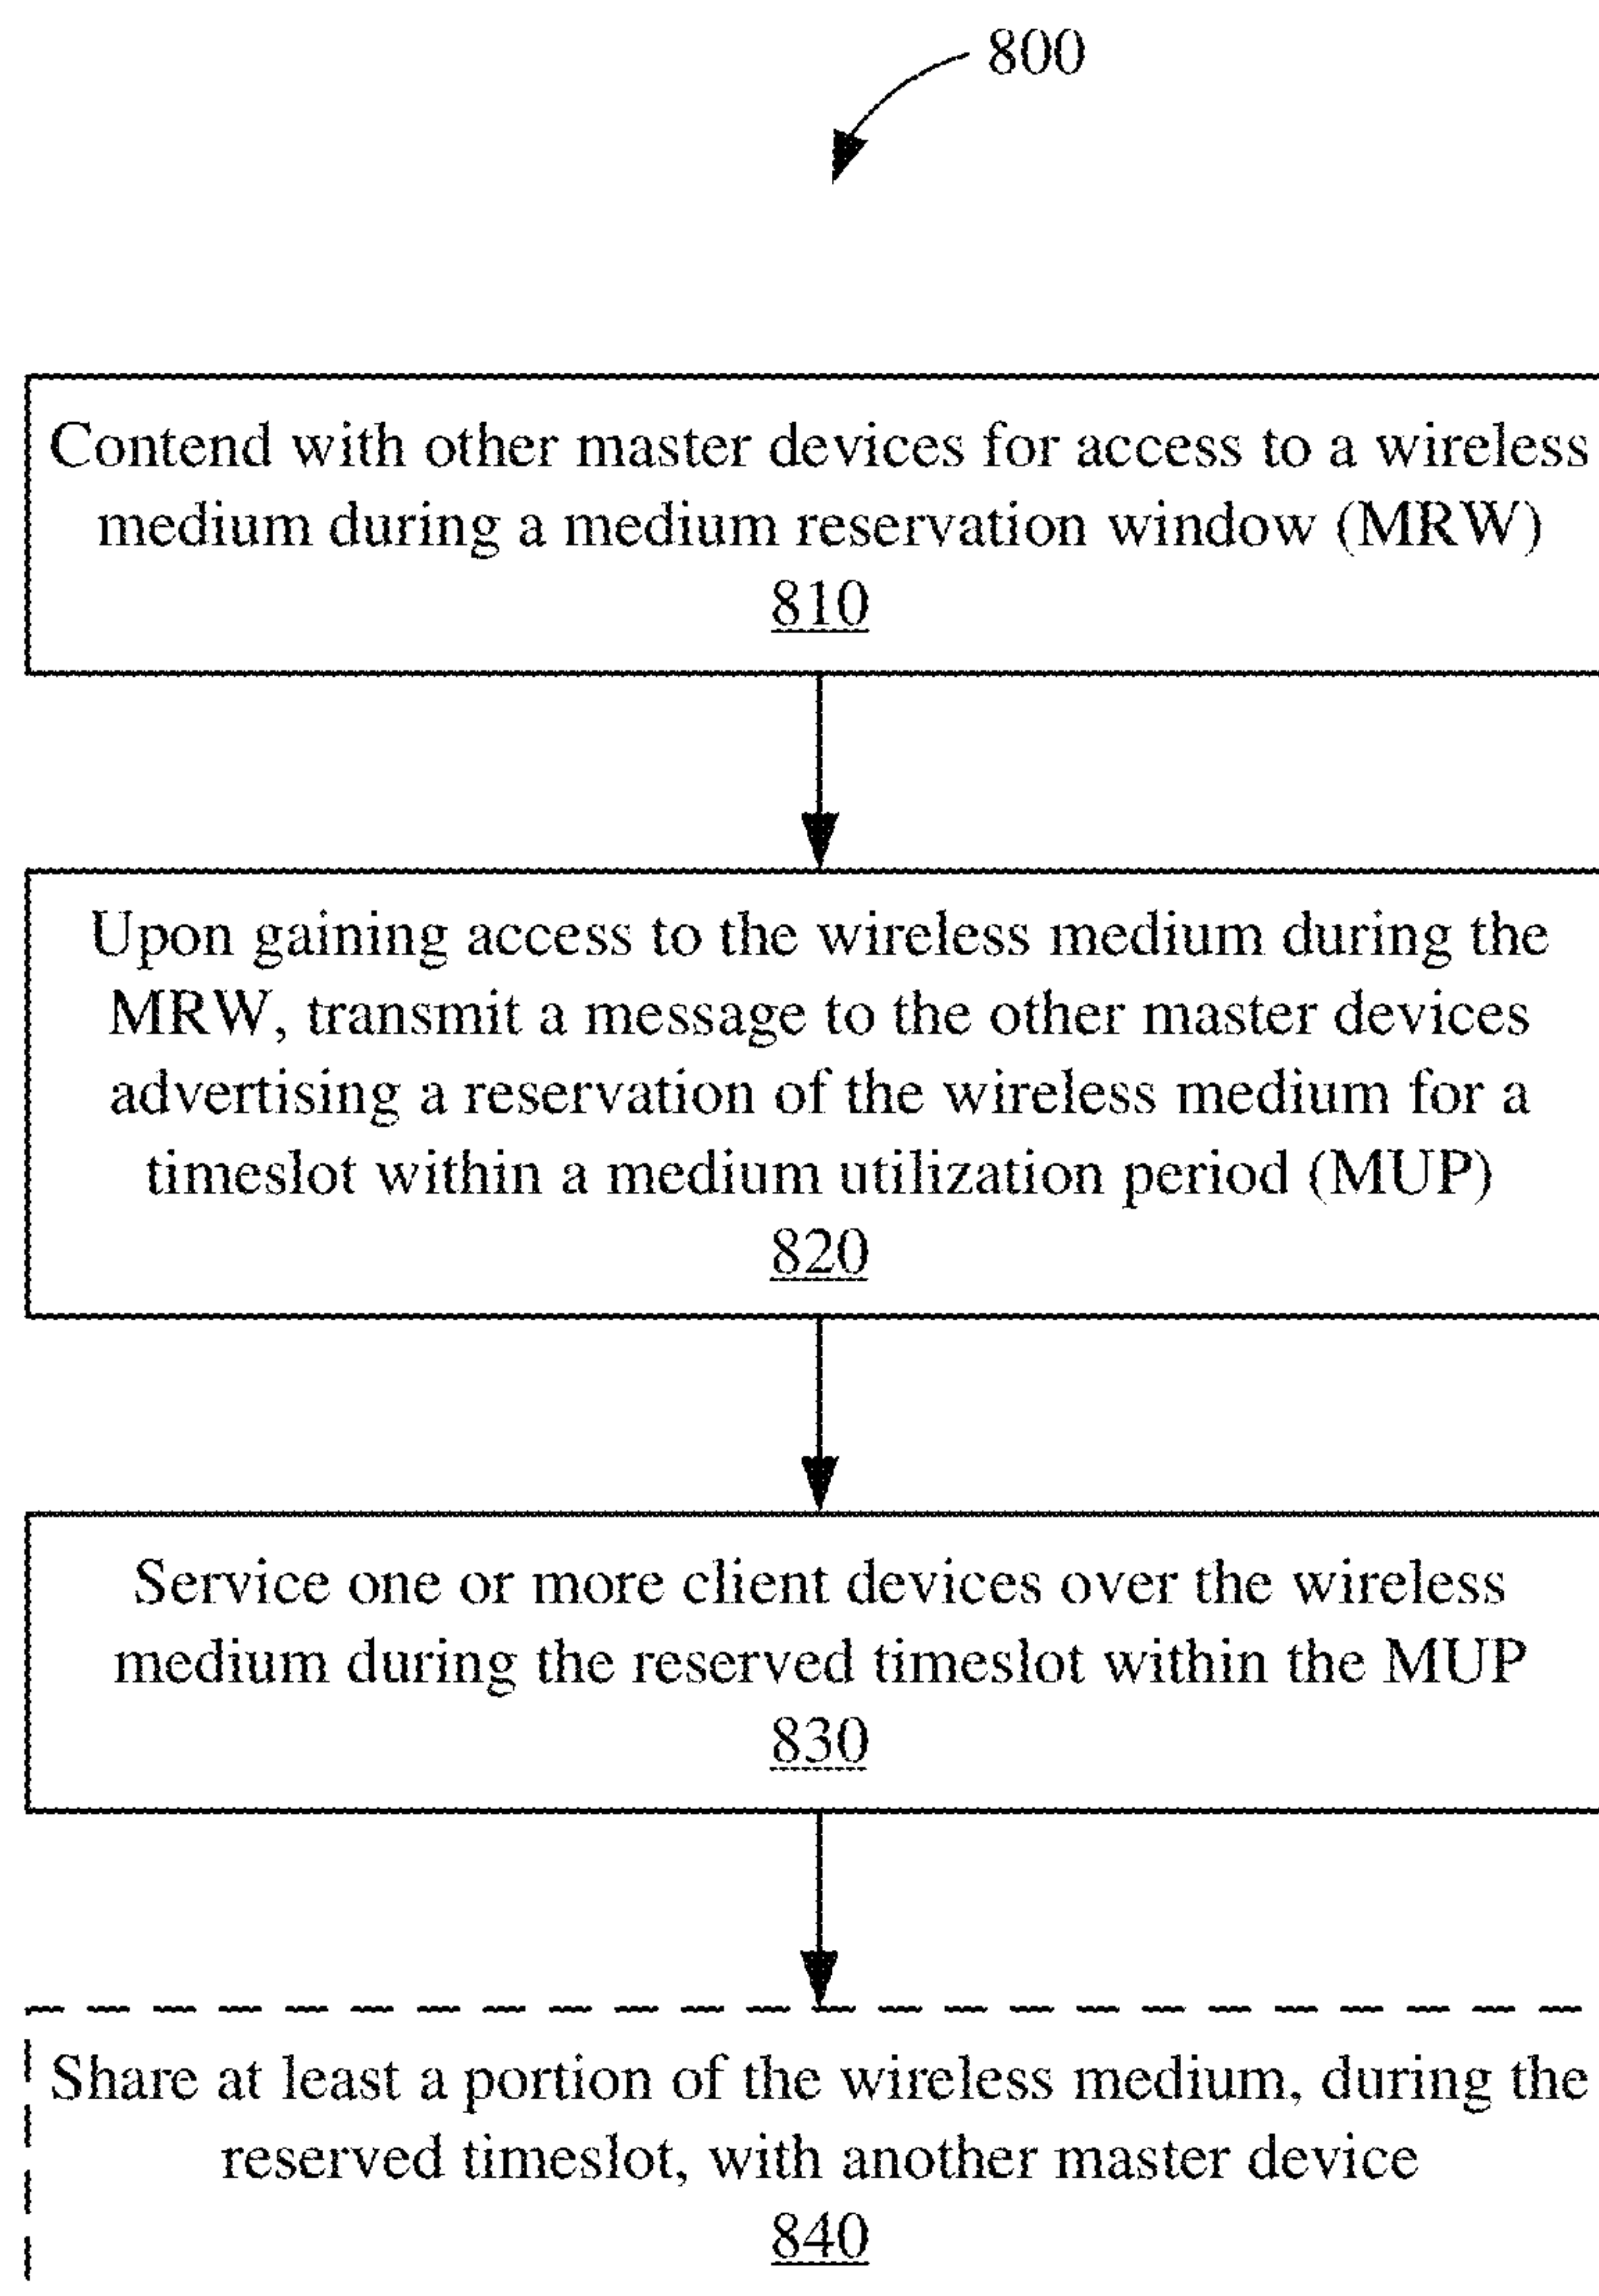 800
Contend with other master devices for access to a wireless
medium during a medium reservation window (MRW)
810
Upon gaining access to the wireless medium during the
MRW, transmit a message to the other master devices
advertising a reservation of the wireless medium for a
timeslot within a medium utilization period (MUP)
820
Service one or more client devices over the wireless
medium during the reserved timeslot within the MUP
830
Share at least a portion of the wireless medium, during the
reserved timeslot, with another master device
840